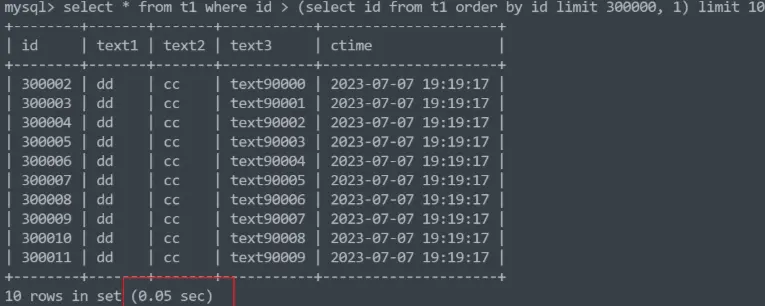 mysql> select * from t1 where id > (select id from t1 order by id limit 300000, 1) limit 10
+--------+-------+-------+-----------+---------------------+
| id     | text1 | text2 | text3     | ctime               |
+--------+-------+-------+-----------+---------------------+
| 300002 | dd    | cc    | text90000 | 2023-07-07 19:19:17 |
| 300003 | dd    | cc    | text90001 | 2023-07-07 19:19:17 |
| 300004 | dd    | cc    | text90002 | 2023-07-07 19:19:17 |
| 300005 | dd    | cc    | text90003 | 2023-07-07 19:19:17 |
| 300006 | dd    | cc    | text90004 | 2023-07-07 19:19:17 |
| 300007 | dd    | cc    | text90005 | 2023-07-07 19:19:17 |
| 300008 | dd    | cc    | text90006 | 2023-07-07 19:19:17 |
| 300009 | dd    | cc    | text90007 | 2023-07-07 19:19:17 |
| 300010 | dd    | cc    | text90008 | 2023-07-07 19:19:17 |
| 300011 | dd    | cc    | text90009 | 2023-07-07 19:19:17 |
+--------+-------+-------+-----------+---------------------+
10 rows in set (0.05 sec)